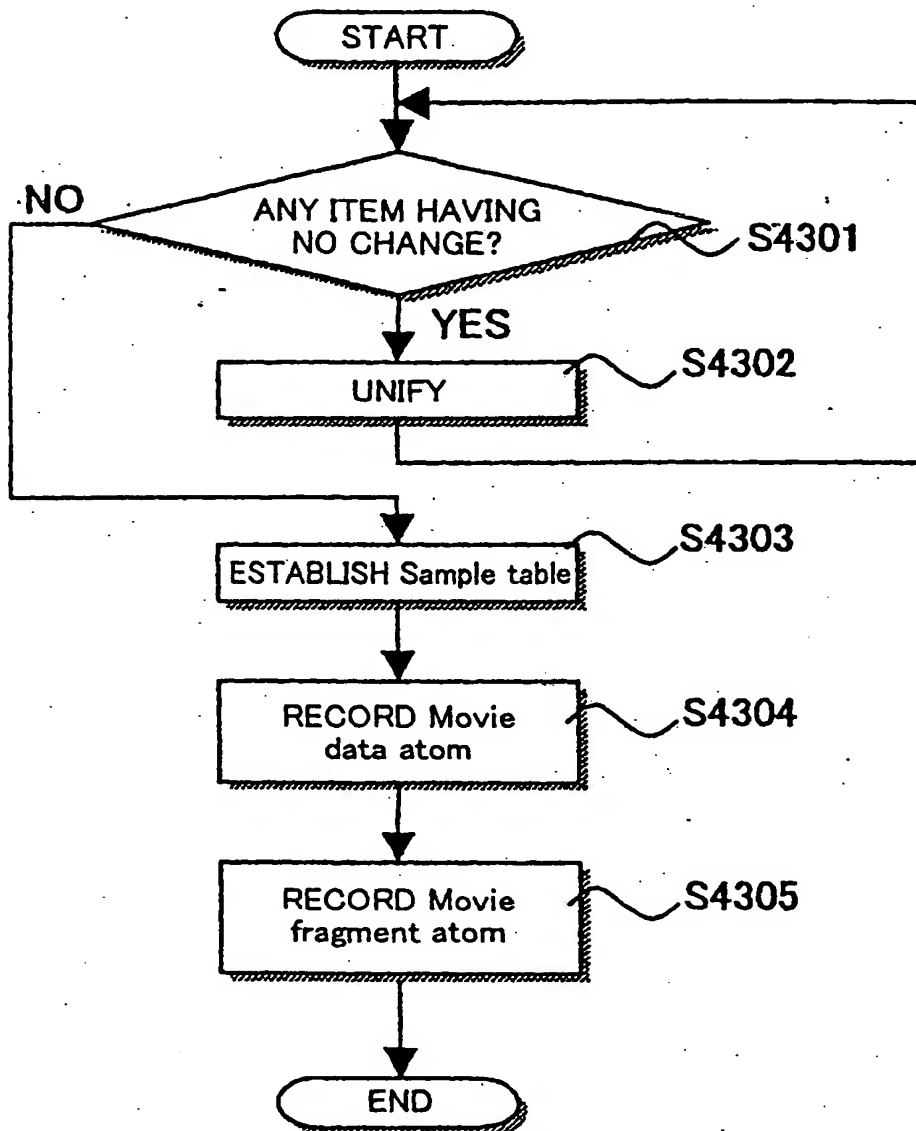 START
NO
ANY ITEM HAVING
NO CHANGE?
S4301
YES
UNIFY
S4302
ESTABLISH Sample table
S4303
RECORD Movie
data atom
S4304
RECORD Movie
fragment atom
S4305
END